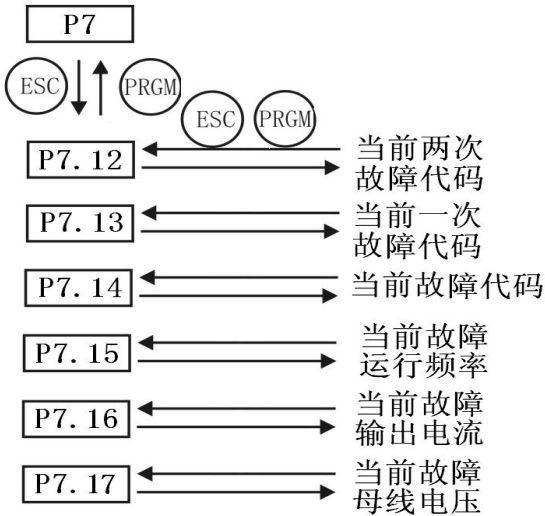 P7
ESC
PRGM
ESC
PRGM
P7.12
当前两次
故障代码
P7.13
当前一次
故障代码
P7.14
当前故障代码
P7.15
当前故障
运行频率
P7.16
当前故障
输出电流
P7.17
当前故障
母线电压